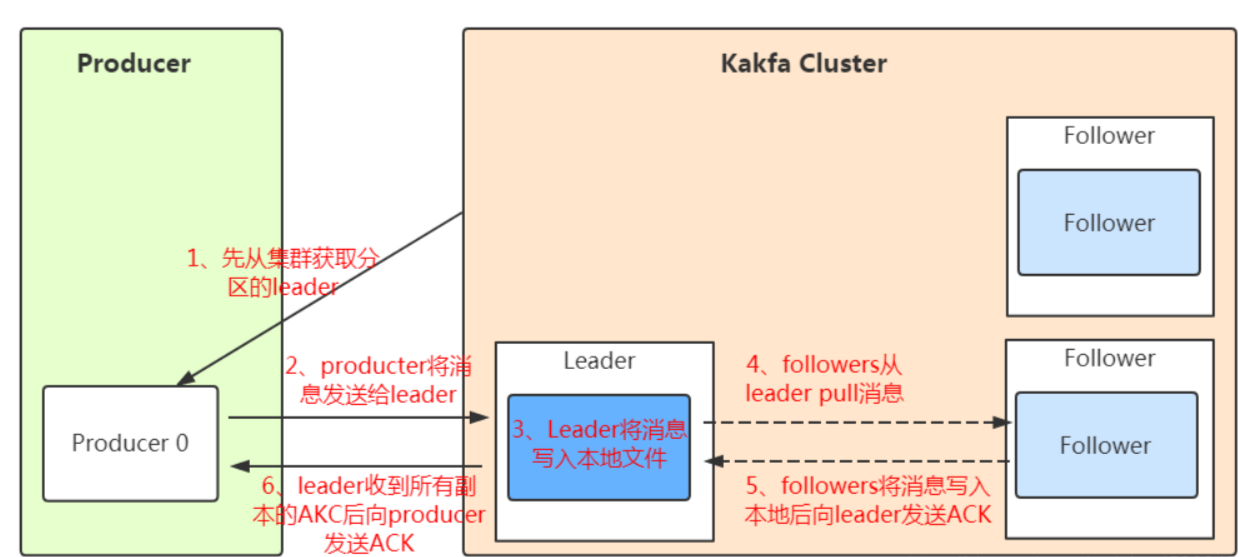 Producer
Kakfa Cluster
Follower
Follower
1、先从集群获取分
区的leader
2、producter将消
息发送给leader
Leader
4、followers从
leader pull消息
Follower
Producer 0
3、Leader将消息
写入本地文件
Follower
6、leader收到所有副
本的AKC后向producer
发送ACK
5、followers将消息写入
本地后向leader发送ACK